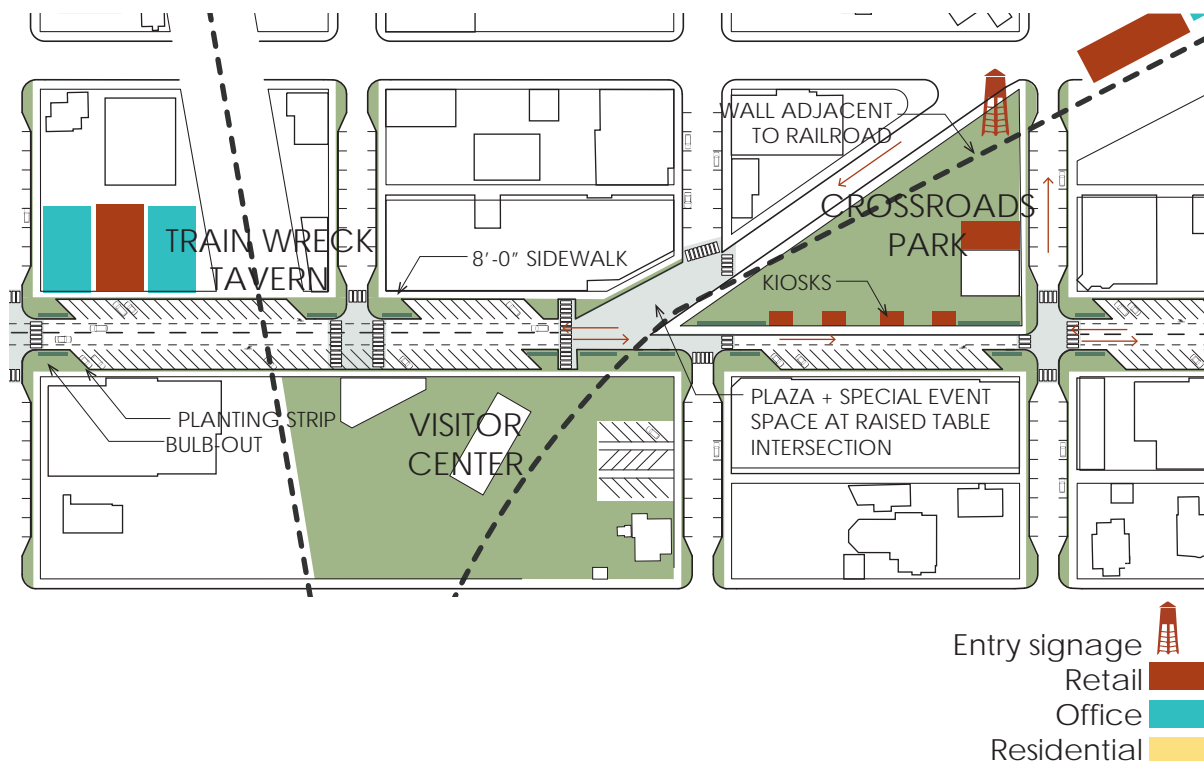 WALL ADJACENT
TO RAILROAD
CROSSROADS
PARK
TRAIN WRECK
TAVERN
8'-0" SIDEWALK
KIOSKS
PLANTING STRIP
BULB-OUT
VISITOR
CENTER
PLAZA + SPECIAL EVENT
SPACE AT RAISED TABLE
INTERSECTION
Entry signage
Retail
Office
Residential